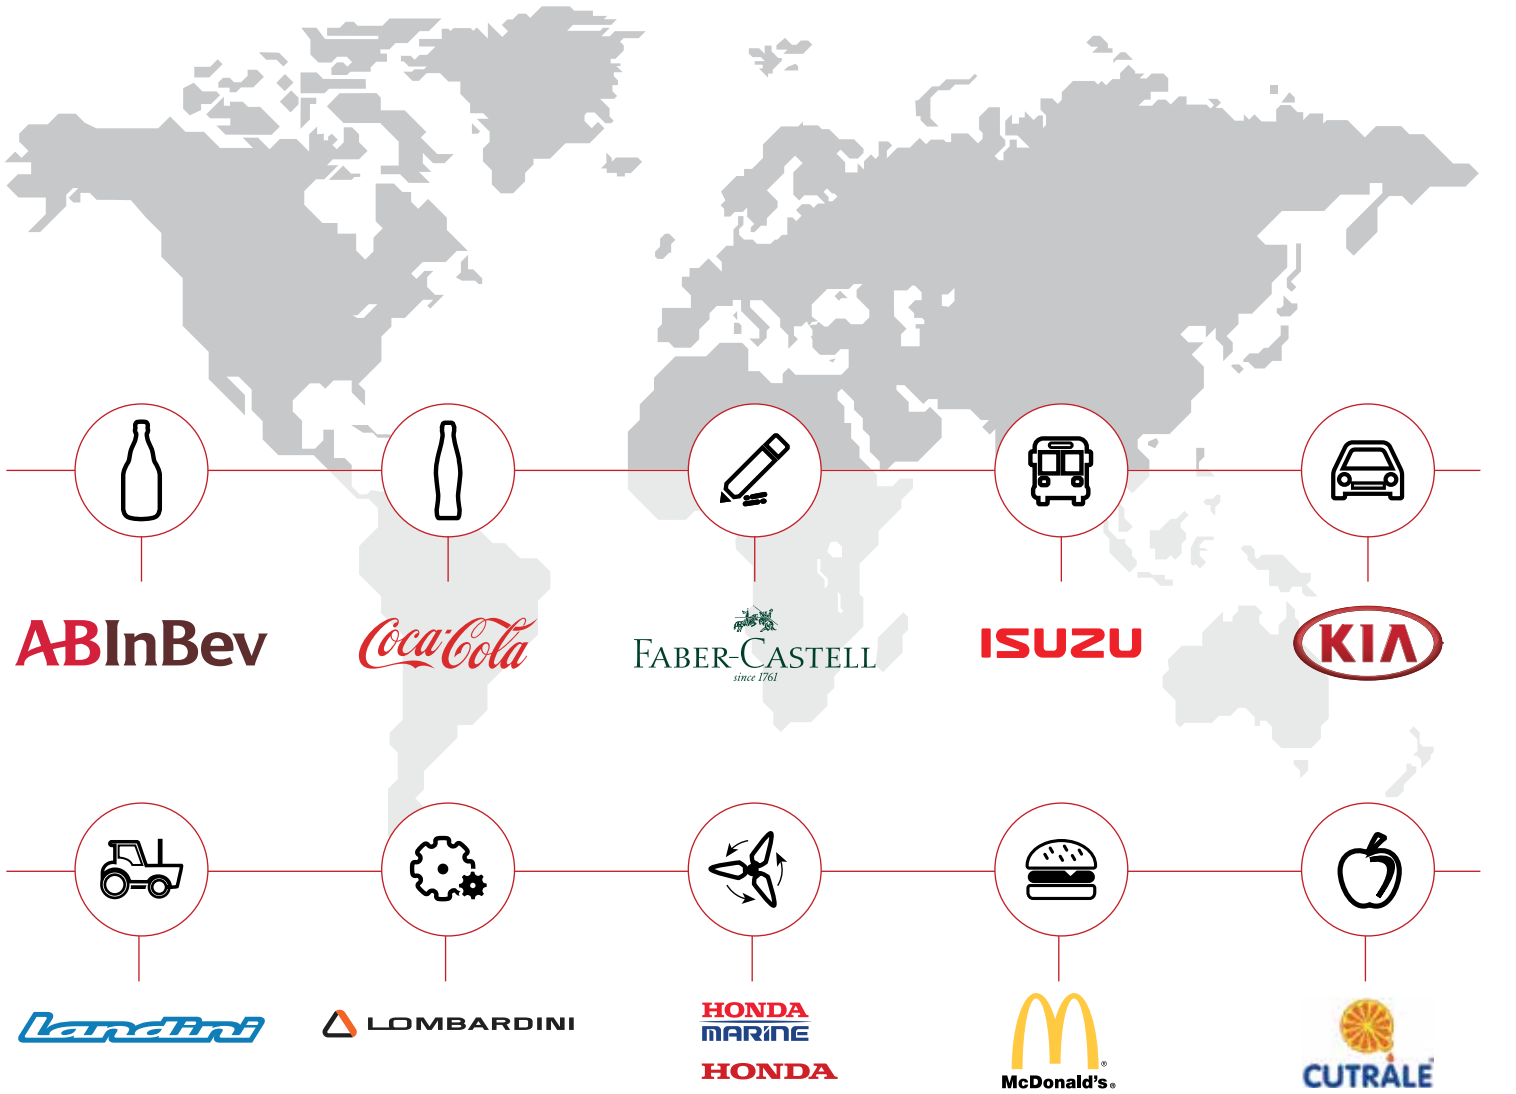 ABInBev
Coca-Cola
FABER-CASTELL
since 1761
ISUZU
KIA
Landini
LOMBARDINI
HONDA
MARINE
HONDA
McDonald's®
CUTRALE